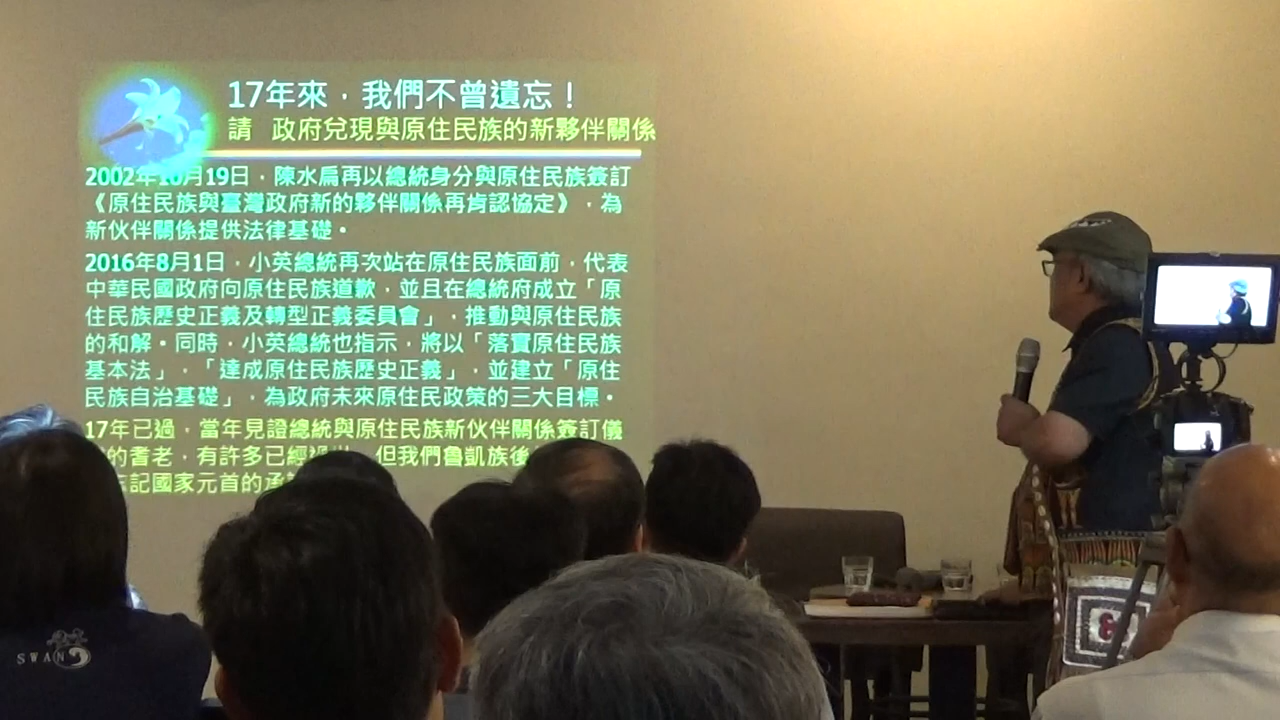 17年來，我們不曾遺忘！
請 政府兌現與原住民族的新夥伴關係
2002年10月19日，陳水扁再以總統身分與原住民族簽訂
《原住民族與臺灣政府新的夥伴關係再肯認協定》，為
新伙伴關係提供法律基礎。
2016年8月1日，小英總統再次站在原住民族面前，代表
中華民國政府向原住民族道歉，並且在總統府成立「原
住民族歷史正義及轉型正義委員會」，推動與原住民族
的和解。同時，小英總統也指示，將以「落實原住民族
基本法」，「達成原住民族歷史正義」，並建立「原住
民族自治基礎」，為政府未來原住民政策的三大目標。
17年已過，當年見證總統與原住民族新伙伴關係簽訂儀
的耆老，有許多已經 但我們魯凱族後
忘記國家元首的承
SWAN